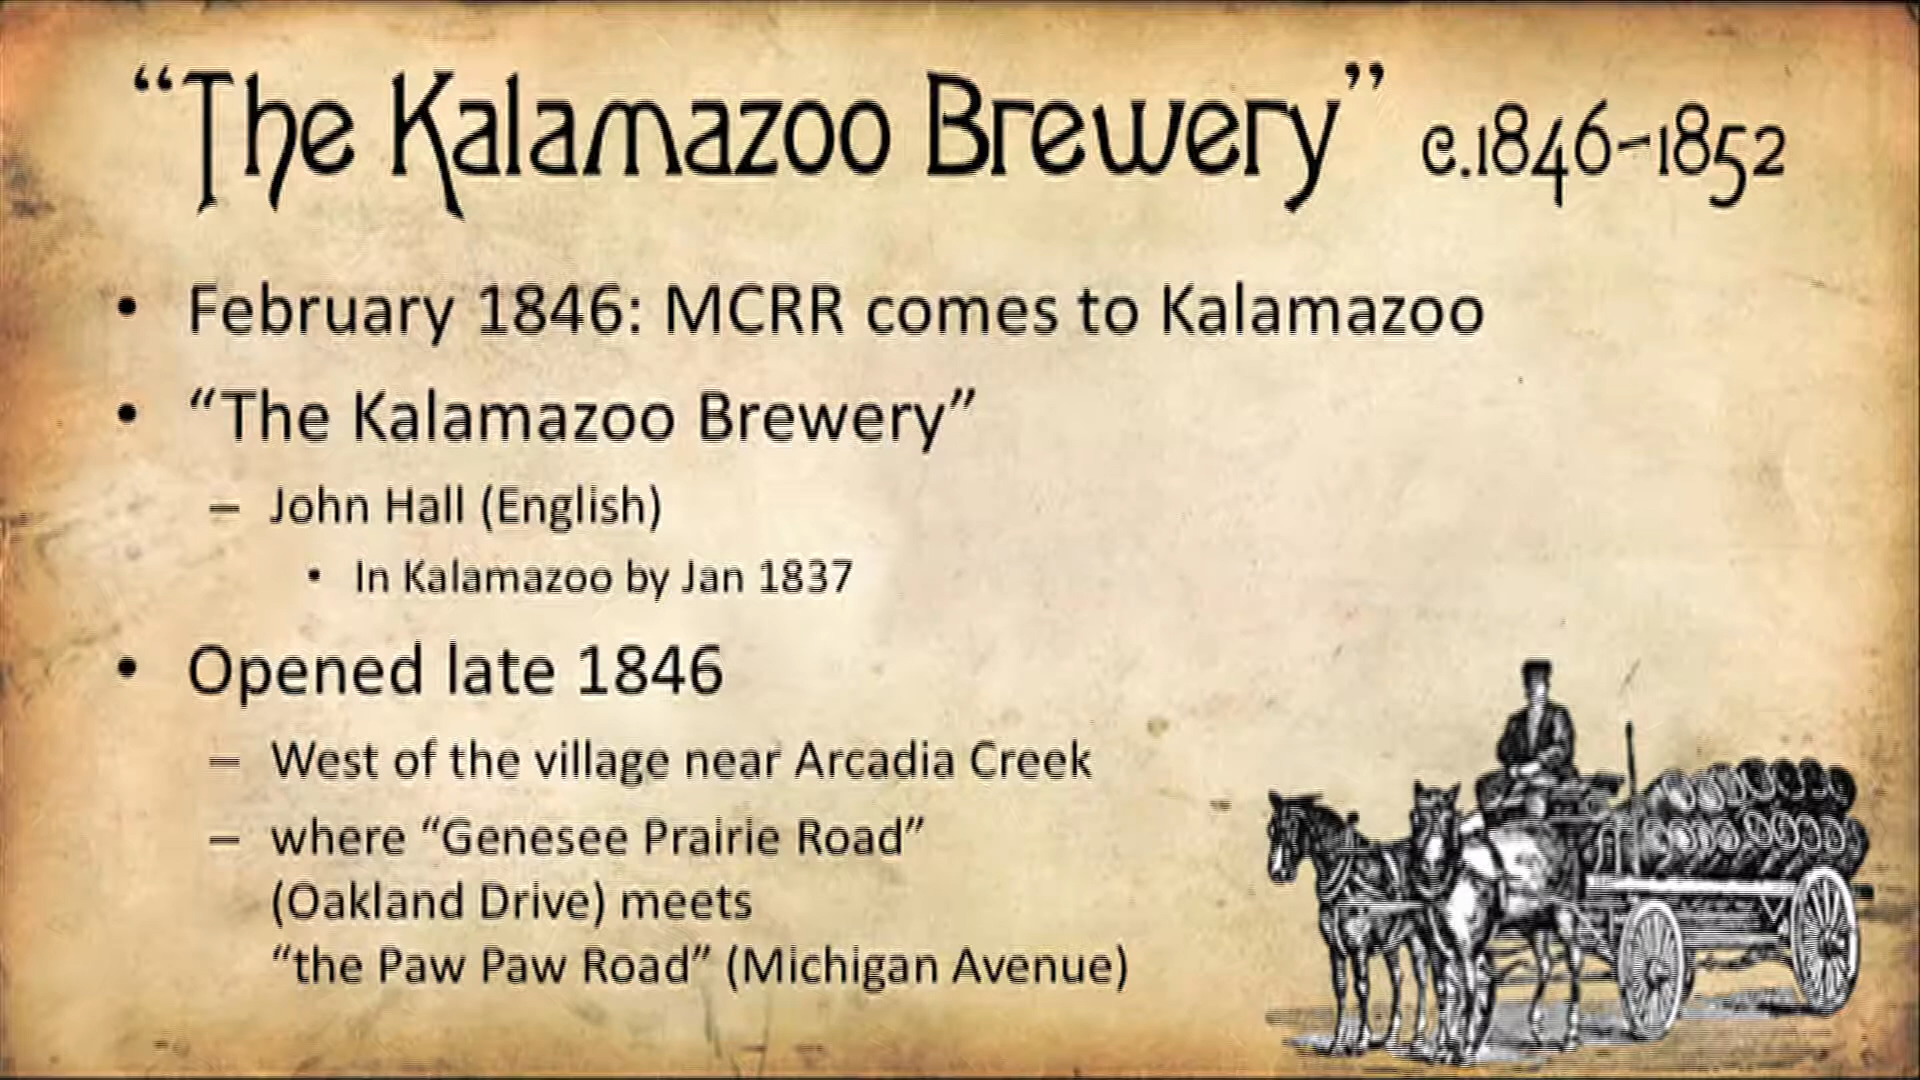 “The Kalamazoo Brewery” c.1846-1852
• February 1846: MCRR comes to Kalamazoo
• “The Kalamazoo Brewery”
– John Hall (English)
• In Kalamazoo by Jan 1837
• Opened late 1846
– West of the village near Arcadia Creek
– where “Genesee Prairie Road”
(Oakland Drive) meets
“the Paw Paw Road” (Michigan Avenue)